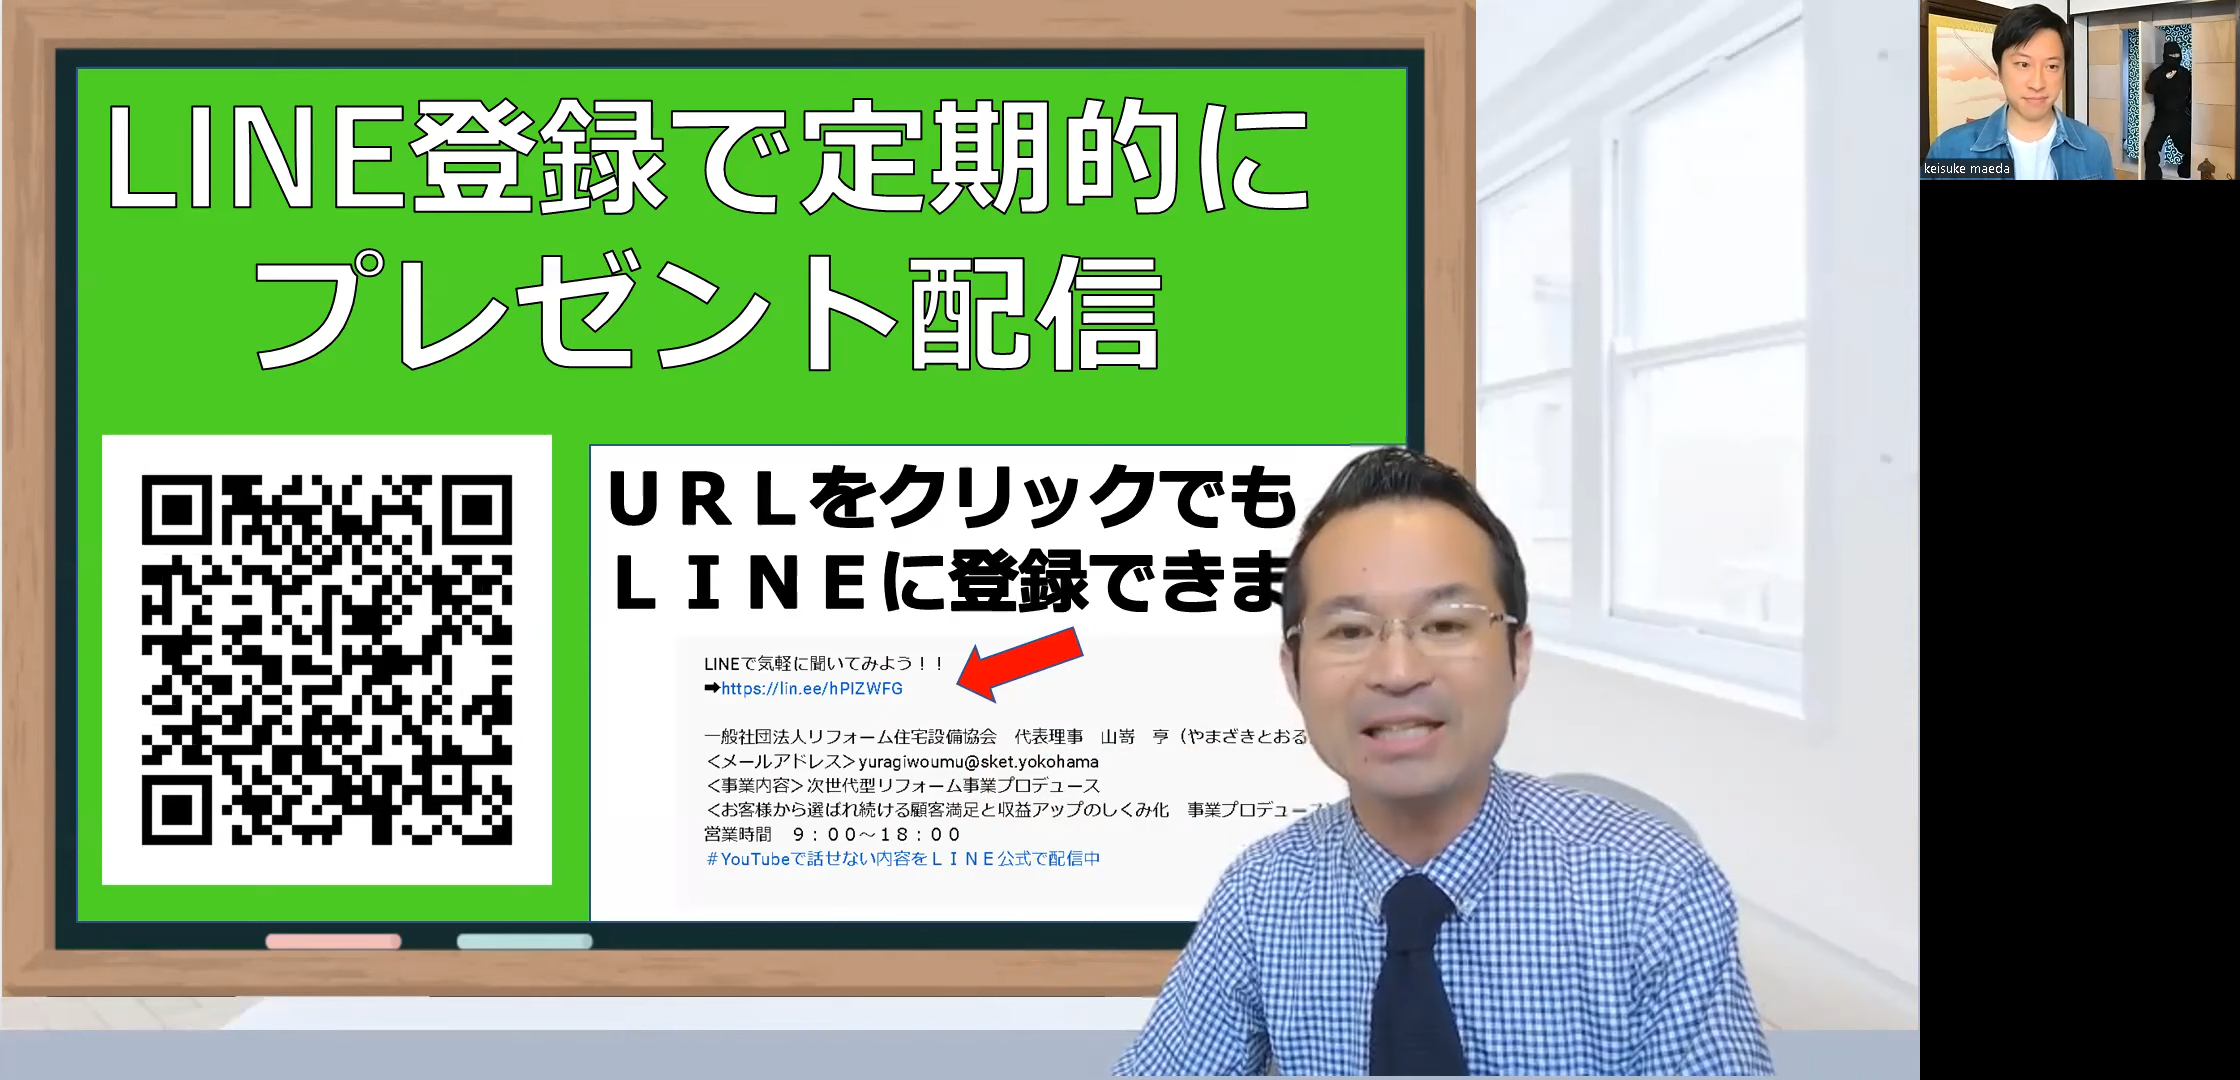 LINE登録で定期的に
プレゼント配信
URLをクリックでも
LINEに登録できま
LINEで気軽に聞いてみよう！！
➡https://lin.ee/hPIZWFG
一般社団法人リフォーム住宅設備協会　代表理事　山嵜　亨（やまざきとおる
＜メールアドレス＞yuragiwoumu@sket.yokohama
＜事業内容＞次世代型リフォーム事業プロデュース
＜お客様から選ばれ続ける顧客満足と収益アップのしくみ化　事業プロデュース
営業時間　９：００～１８：００
＃YouTubeで話せない内容をＬＩＮＥ公式で配信中
keisuke maeda